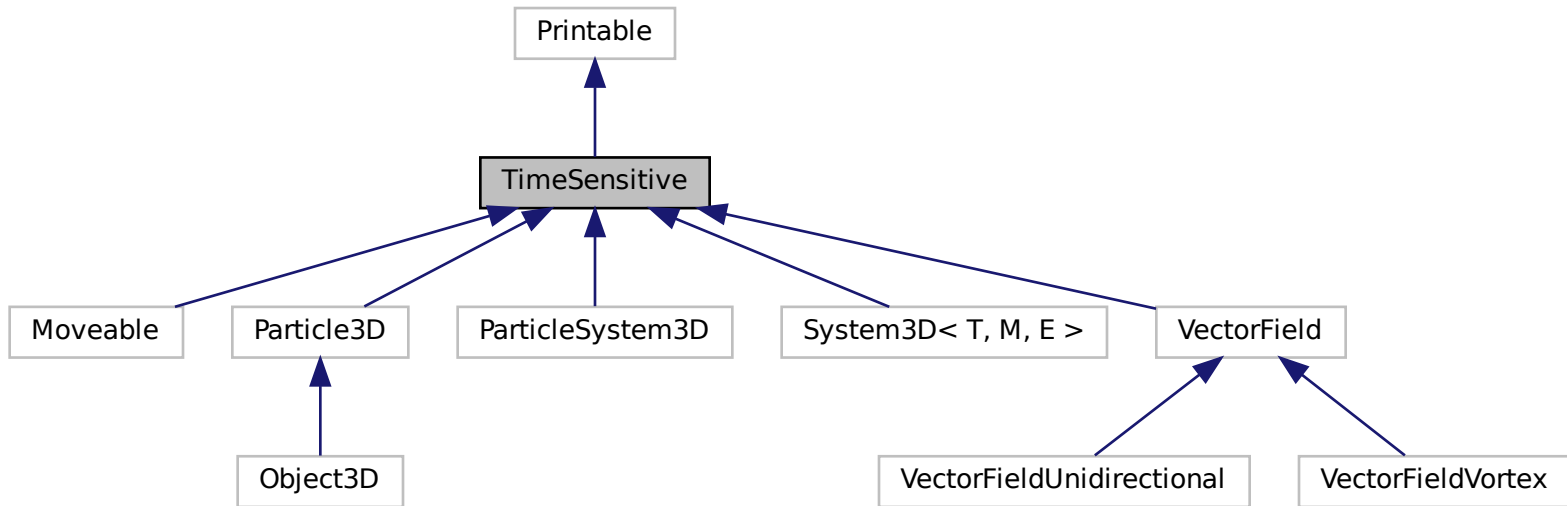 Printable
TimeSensitive
Moveable
Particle3D
ParticleSystem3D
System3D< T, M, E >
VectorField
Object3D
VectorFieldUnidirectional
VectorFieldVortex